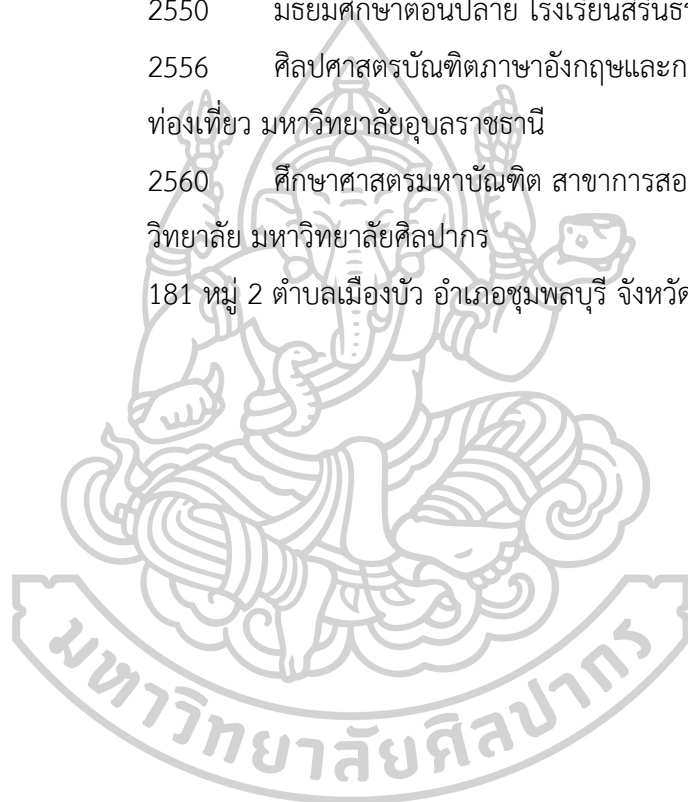 2550 มัธยมศึกษาตอนปลาย โรงเรียนสิรินธร
2556 ศิลปศาสตรบัณฑิตภาษาอังกฤษและก
ท่องเที่ยว มหาวิทยาลัยอุบลราชธานี
2560 ศึกษาศาสตรมหาบัณฑิต สาขาการสอ
วิทยาลัย มหาวิทยาลัยศิลปากร
181 หมู่ 2 ตำบลเมืองบัว อำเภอชุมพลบุรี จังหวัด
มหาวิทยาลัยศิลปากร